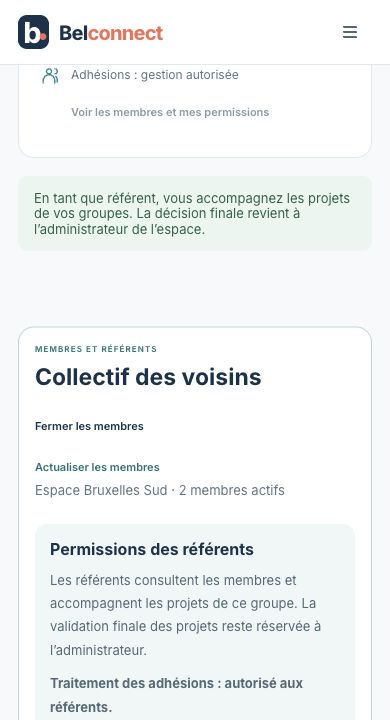 b.
Belconnect
Adhésions : gestion autorisée
Voir les membres et mes permissions
En tant que référent, vous accompagnez les projets
de vos groupes. La décision finale revient à
l’administrateur de l’espace.
MEMBRES ET RÉFÉRENTS
Collectif des voisins
Fermer les membres
Actualiser les membres
Espace Bruxelles Sud · 2 membres actifs
Permissions des référents
Les référents consultent les membres et
accompagnent les projets de ce groupe. La
validation finale des projets reste réservée à
l’administrateur.
Traitement des adhésions : autorisé aux
référents.